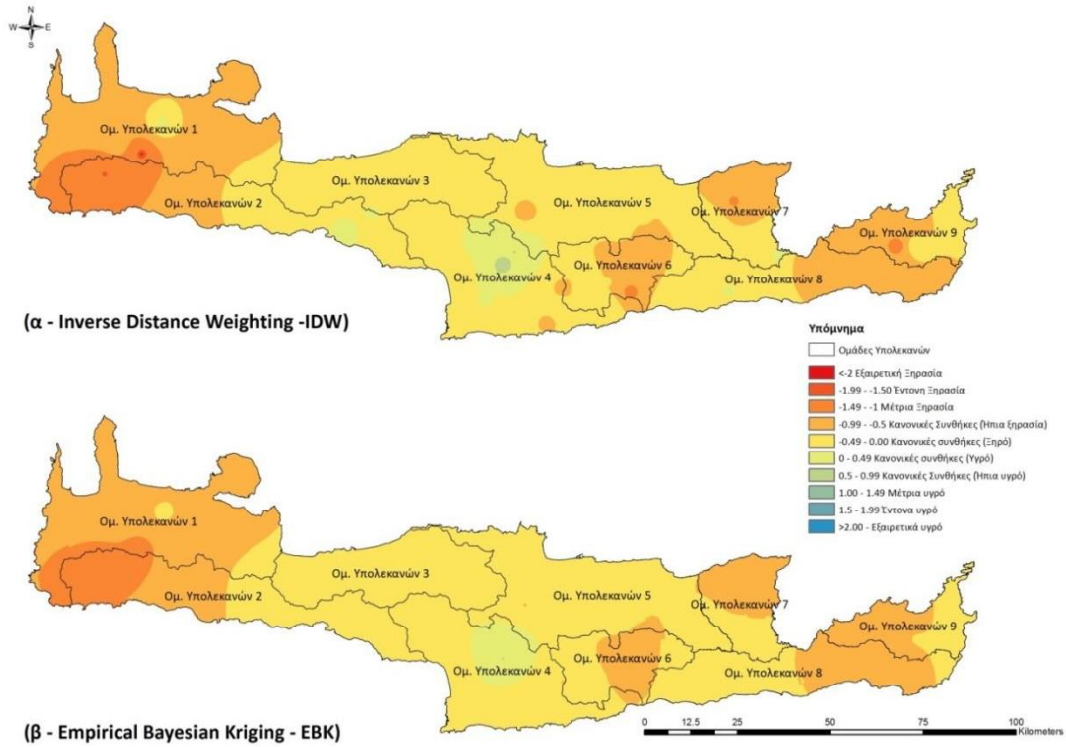 N
W E
S
Ομ. Υπολεκανών 1
Ομ. Υπολεκανών 2
Ομ. Υπολεκανών 3
Ομ. Υπολεκανών 4
Ομ. Υπολεκανών 5
Ομ. Υπολεκανών 6
Ομ. Υπολεκανών 7
Ομ. Υπολεκανών 8
Ομ. Υπολεκανών 9
(α - Inverse Distance Weighting -IDW)
Υπόμνημα
Ομάδες Υπολεκανών
<-2 Εξαιρετική Ξηρασία
-1.99 - -1.50 Έντονη Ξηρασία
-1.49 - -1 Μέτρια Ξηρασία
-0.99 - -0.5 Κανονικές Συνθήκες (Ήπια ξηρασία)
-0.49 - 0.00 Κανονικές συνθήκες (Ξηρό)
0 - 0.49 Κανονικές συνθήκες (Υγρό)
0.5 - 0.99 Κανονικές Συνθήκες (Ήπια υγρό)
1.00 - 1.49 Μέτρια υγρό
1.5 - 1.99 Έντονα υγρό
>2.00 - Εξαιρετικά υγρό
Ομ. Υπολεκανών 1
Ομ. Υπολεκανών 2
Ομ. Υπολεκανών 3
Ομ. Υπολεκανών 4
Ομ. Υπολεκανών 5
Ομ. Υπολεκανών 6
Ομ. Υπολεκανών 7
Ομ. Υπολεκανών 8
Ομ. Υπολεκανών 9
(β - Empirical Bayesian Kriging - EBK)
0 12.5 25 50 75 100
Kilometers